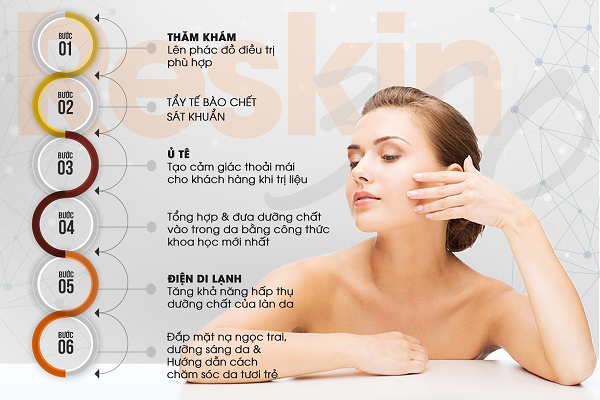 Reskin
BƯỚC
01
THĂM KHÁM
Lên phác đồ điều trị
phù hợp
BƯỚC
02
TẨY TẾ BÀO CHẾT
SÁT KHUẨN
BƯỚC
03
Ủ TÊ
Tạo cảm giác thoải mái
cho khách hàng khi trị liệu
BƯỚC
04
Tổng hợp & đưa dưỡng chất
vào trong da bằng công thức
khoa học mới nhất
BƯỚC
05
ĐIỆN DI LẠNH
Tăng khả năng hấp thụ
dưỡng chất của làn da
BƯỚC
06
Đắp mặt nạ ngọc trai,
dưỡng sáng da &
Hướng dẫn cách
chăm sóc da tươi trẻ